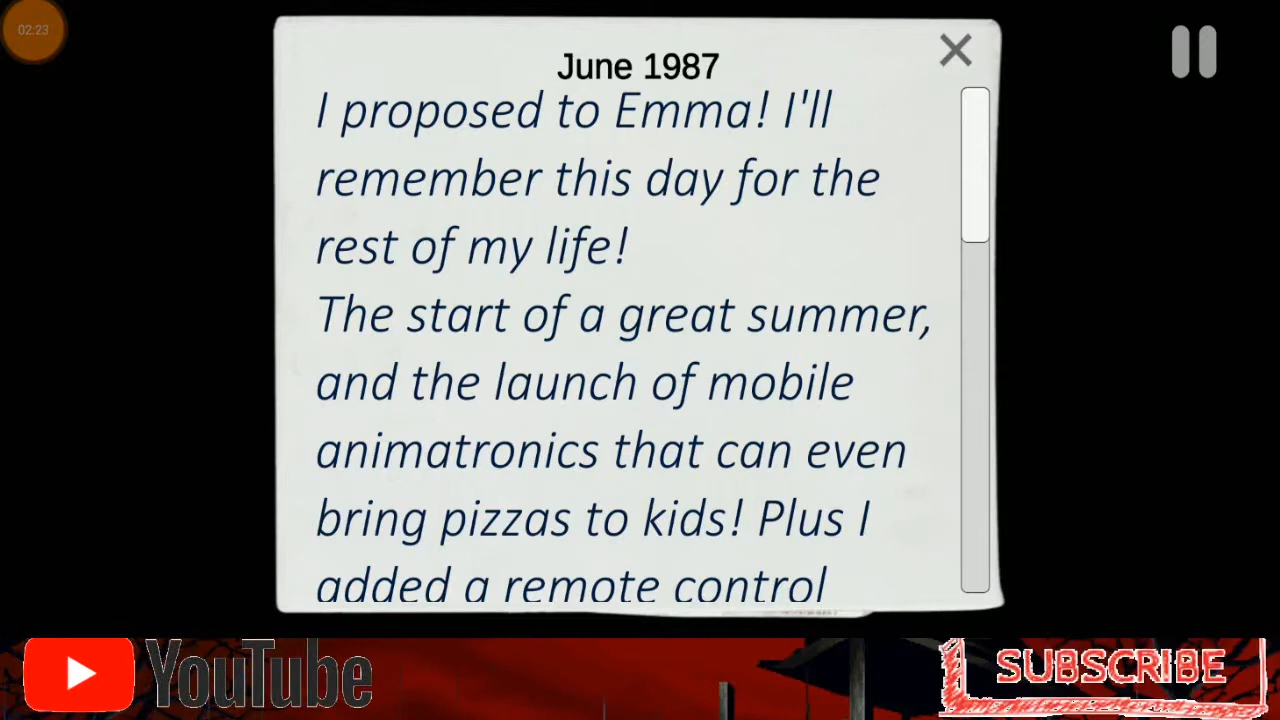 02:23
June 1987
I proposed to Emma! I'll
remember this day for the
rest of my life!
The start of a great summer,
and the launch of mobile
animatronics that can even
bring pizzas to kids! Plus I
added a remote control
YouTube
SUBSCRIBE